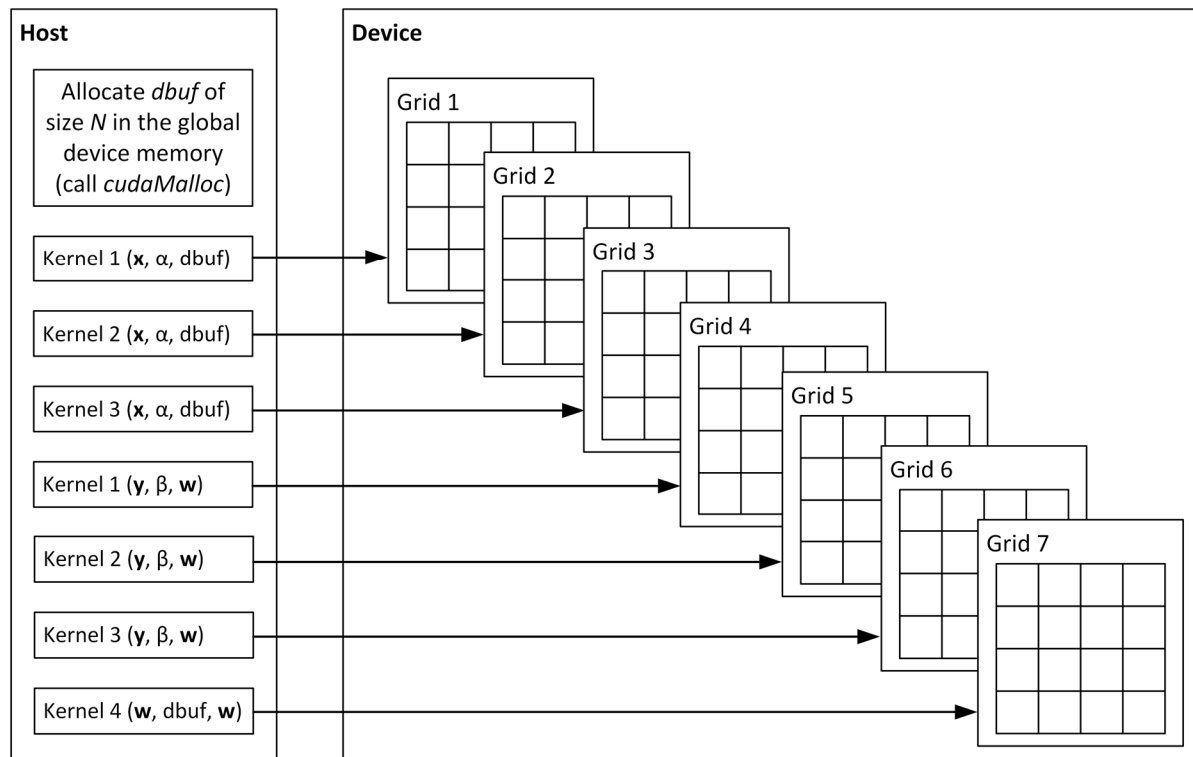 Host
Allocate dbuf of
size N in the global
device memory
(call cudaMalloc)
Kernel 1 (x, α, dbuf)
Kernel 2 (x, α, dbuf)
Kernel 3 (x, α, dbuf)
Kernel 1 (y, β, w)
Kernel 2 (y, β, w)
Kernel 3 (y, β, w)
Kernel 4 (w, dbuf, w)
Device
Grid 1
Grid 2
Grid 3
Grid 4
Grid 5
Grid 6
Grid 7